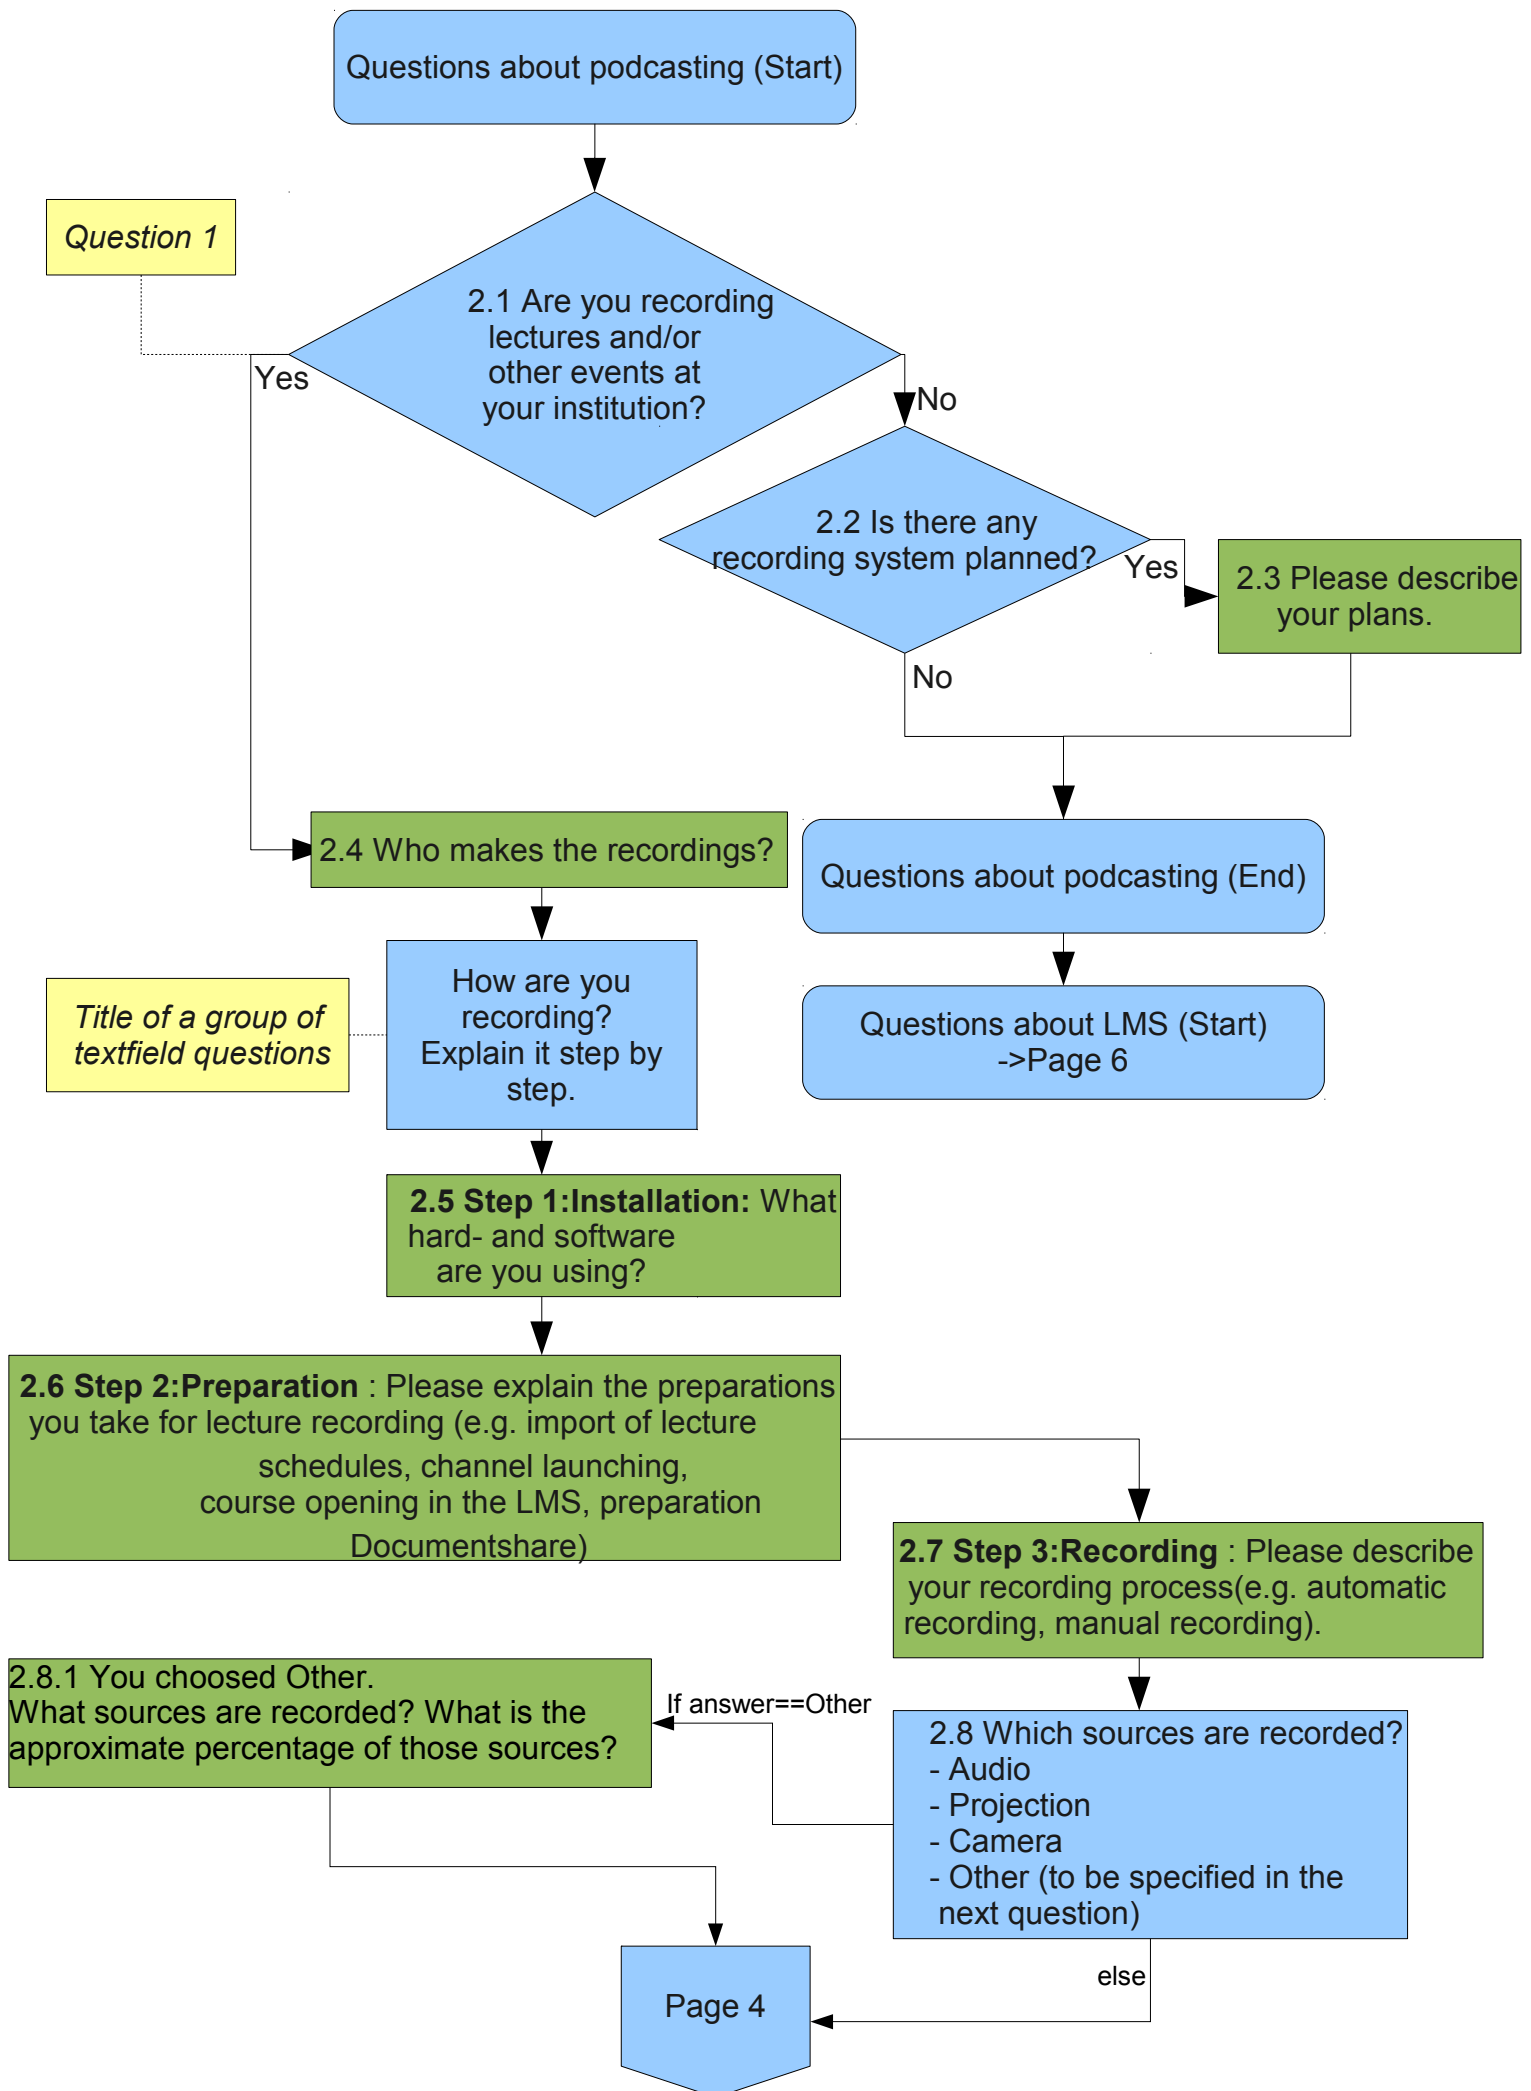 Questions about podcasting (Start)
Question 1
2.1 Are you recording
lectures and/or
other events at
your institution?
Yes
No
2.2 Is there any
recording system planned?
Yes
2.3 Please describe
your plans.
No
2.4 Who makes the recordings?
Questions about podcasting (End)
How are you
recording?
Explain it step by
step.
Title of a group of
textfield questions
Questions about LMS (Start)
->Page 6
2.5 Step 1:Installation: What
hard- and software
are you using?
2.6 Step 2:Preparation : Please explain the preparations
you take for lecture recording (e.g. import of lecture
schedules, channel launching,
course opening in the LMS, preparation
Documentshare)
2.7 Step 3:Recording : Please describe
your recording process(e.g. automatic
recording, manual recording).
2.8.1 You choosed Other.
What sources are recorded? What is the
approximate percentage of those sources?
If answer==Other
2.8 Which sources are recorded?
- Audio
- Projection
- Camera
- Other (to be specified in the
next question)
else
Page 4